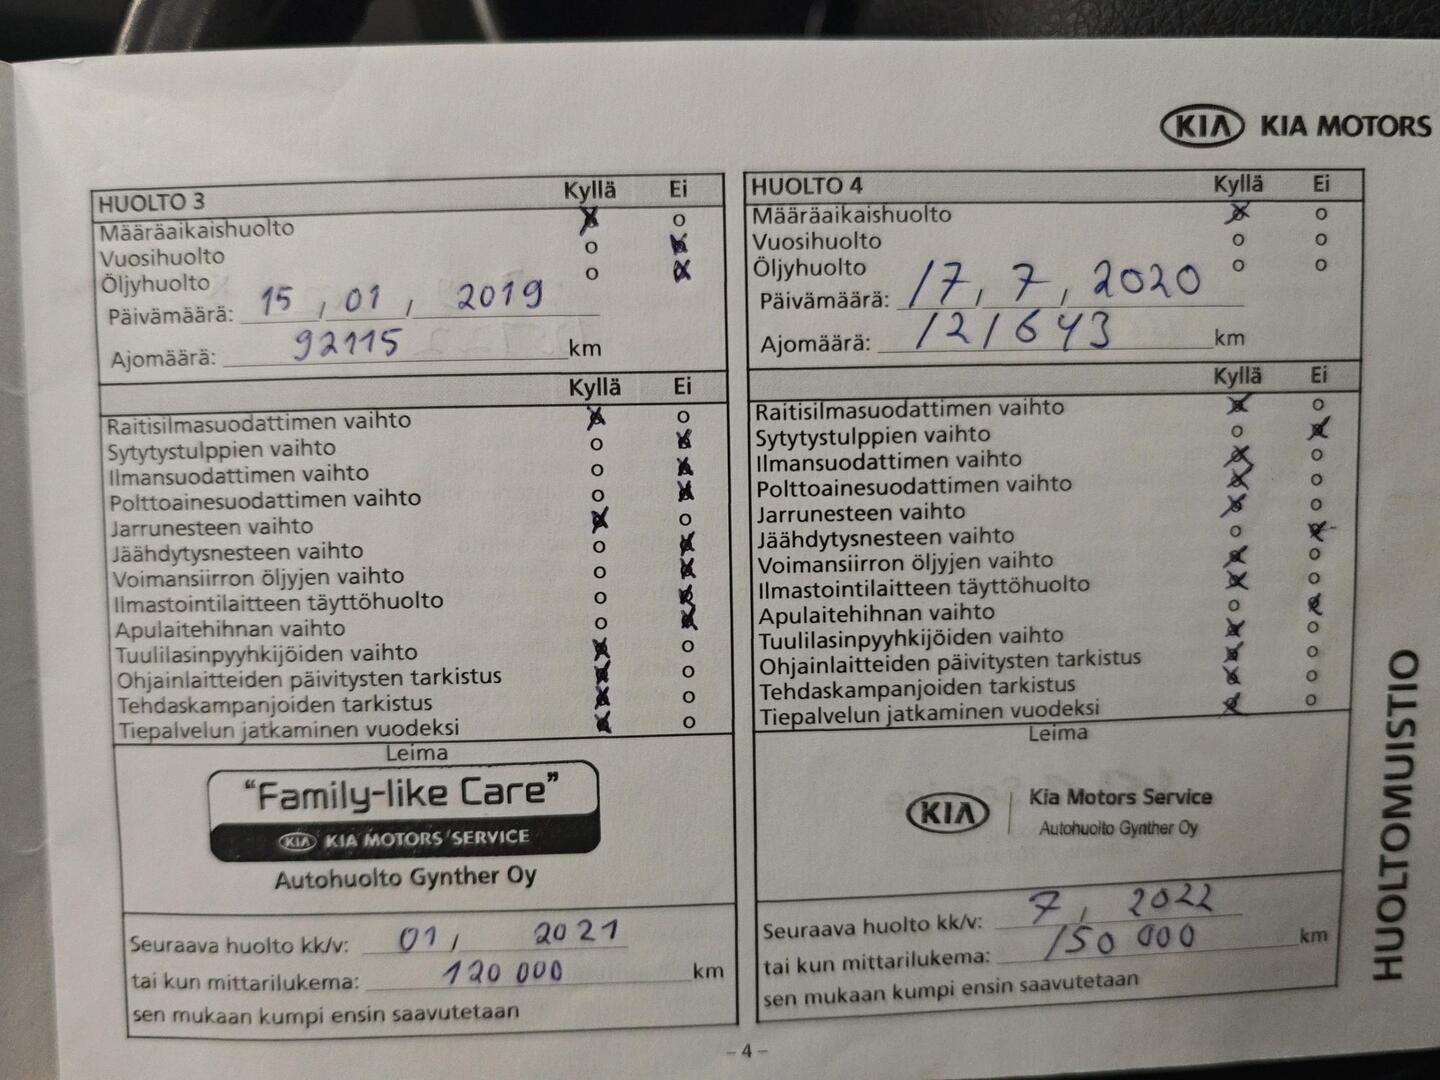 KIA KIA MOTORS
HUOLTO 3 Kyllä Ei
Määräaikaishuolto o
Vuosihuolto o
Öljyhuolto o
Päivämäärä: 15, 01, 2019
Ajomäärä: 92115 km
Kyllä Ei
Raitisilmasuodattimen vaihto o
Sytytystulppien vaihto o
Ilmansuodattimen vaihto o
Polttoainesuodattimen vaihto o
Jarrunesteen vaihto o
Jäähdytysnesteen vaihto o
Voimansiirron öljyjen vaihto o
Ilmastointilaitteen täyttöhuolto o
Apulaitehihnan vaihto o
Tuulilasinpyyhkijöiden vaihto o
Ohjainlaitteiden päivitysten tarkistus o
Tehdaskampanjoiden tarkistus o
Tiepalvelun jatkaminen vuodeksi o
Leima
"Family-like Care"
KIA KIA MOTORS SERVICE
Autohuolto Gynther Oy
Seuraava huolto kk/v: 01, 2021
tai kun mittarilukema: 120 000 km
sen mukaan kumpi ensin saavutetaan
HUOLTO 4 Kyllä Ei
Määräaikaishuolto o
Vuosihuolto o o
Öljyhuolto o o
Päivämäärä: 17, 7, 2020
Ajomäärä: 121643 km
Kyllä Ei
Raitisilmasuodattimen vaihto o
Sytytystulppien vaihto o
Ilmansuodattimen vaihto o
Polttoainesuodattimen vaihto o
Jarrunesteen vaihto o
Jäähdytysnesteen vaihto o
Voimansiirron öljyjen vaihto o
Ilmastointilaitteen täyttöhuolto o
Apulaitehihnan vaihto o
Tuulilasinpyyhkijöiden vaihto o
Ohjainlaitteiden päivitysten tarkistus o
Tehdaskampanjoiden tarkistus o
Tiepalvelun jatkaminen vuodeksi o
Leima
KIA Kia Motors Service
Autohuolto Gynther Oy
Seuraava huolto kk/v: 7, 2022
tai kun mittarilukema: 150 000 km
sen mukaan kumpi ensin saavutetaan
HUOLTOMUISTIO
- 4 -